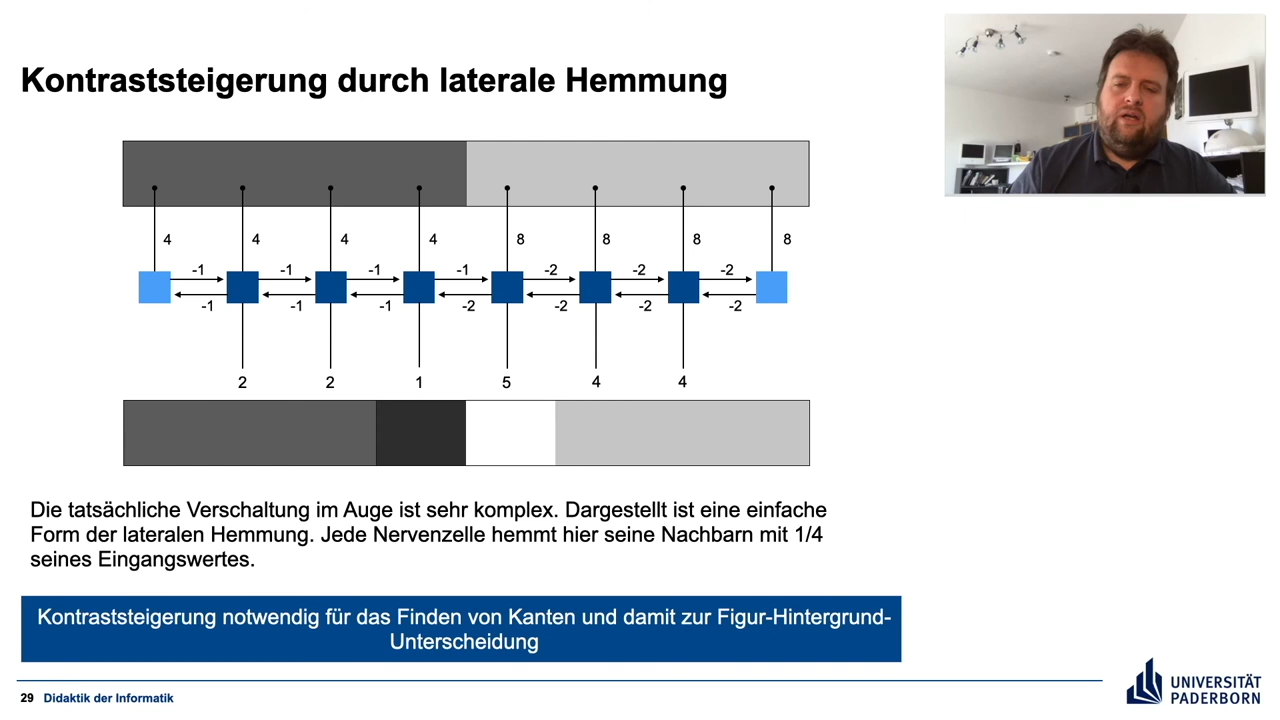 Kontraststeigerung durch laterale Hemmung
4 4 4 4 8 8 8 8
-1 -1 -1 -1 -2 -2 -2
-1 -1 -1 -2 -2 -2 -2
2 2 1 5 4 4
Die tatsächliche Verschaltung im Auge ist sehr komplex. Dargestellt ist eine einfache
Form der lateralen Hemmung. Jede Nervenzelle hemmt hier seine Nachbarn mit 1/4
seines Eingangswertes.
Kontraststeigerung notwendig für das Finden von Kanten und damit zur Figur-Hintergrund-
Unterscheidung
29 Didaktik der Informatik
UNIVERSITÄT
PADERBORN